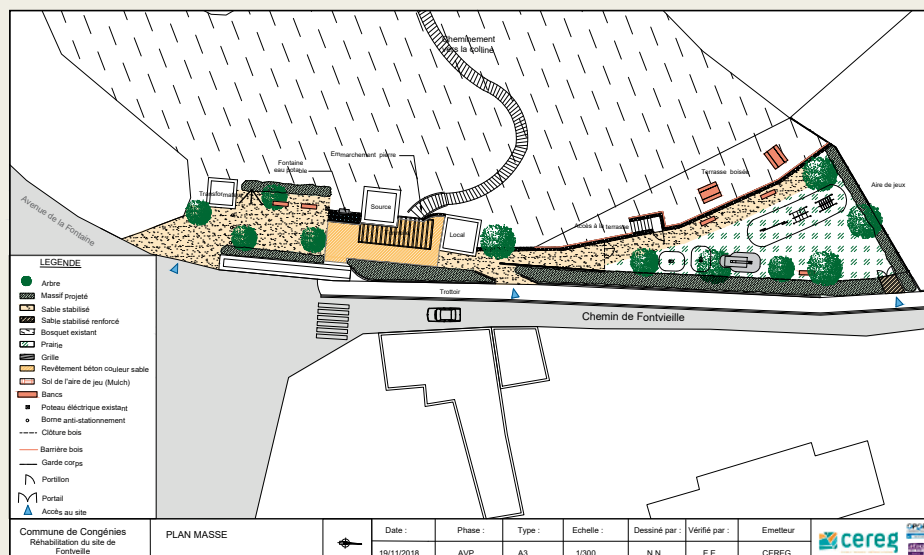 Cheminement
vers la colline
Emmarchement pierre
Fontaine
eau potable
Transformateur
Source
Local
Terrasse boisée
Accès à la terrasse
Aire de jeux
Avenue de la Fontaine
Trottoir
Chemin de Fontvieille
LEGENDE
Arbre
Massif projeté
Sable stabilisé
Sable stabilisé renforcé
Bosquet existant
Prairie
Grille
Revêtement béton couleur sable
Sol de l'aire de jeu (Mulch)
Bancs
Poteau électrique existant
Borne anti-stationnement
Clôture bois
Barrière bois
Garde corps
Portillon
Portail
Accès au site
Commune de Congénies
Réhabilitation du site de
Fontveille
PLAN MASSE
Date :
19/11/2018
Phase :
AVP
Type :
A3
Echelle :
1/300
Dessiné par :
N.N
Vérifié par :
F.F
Emetteur
CEREG
cereg